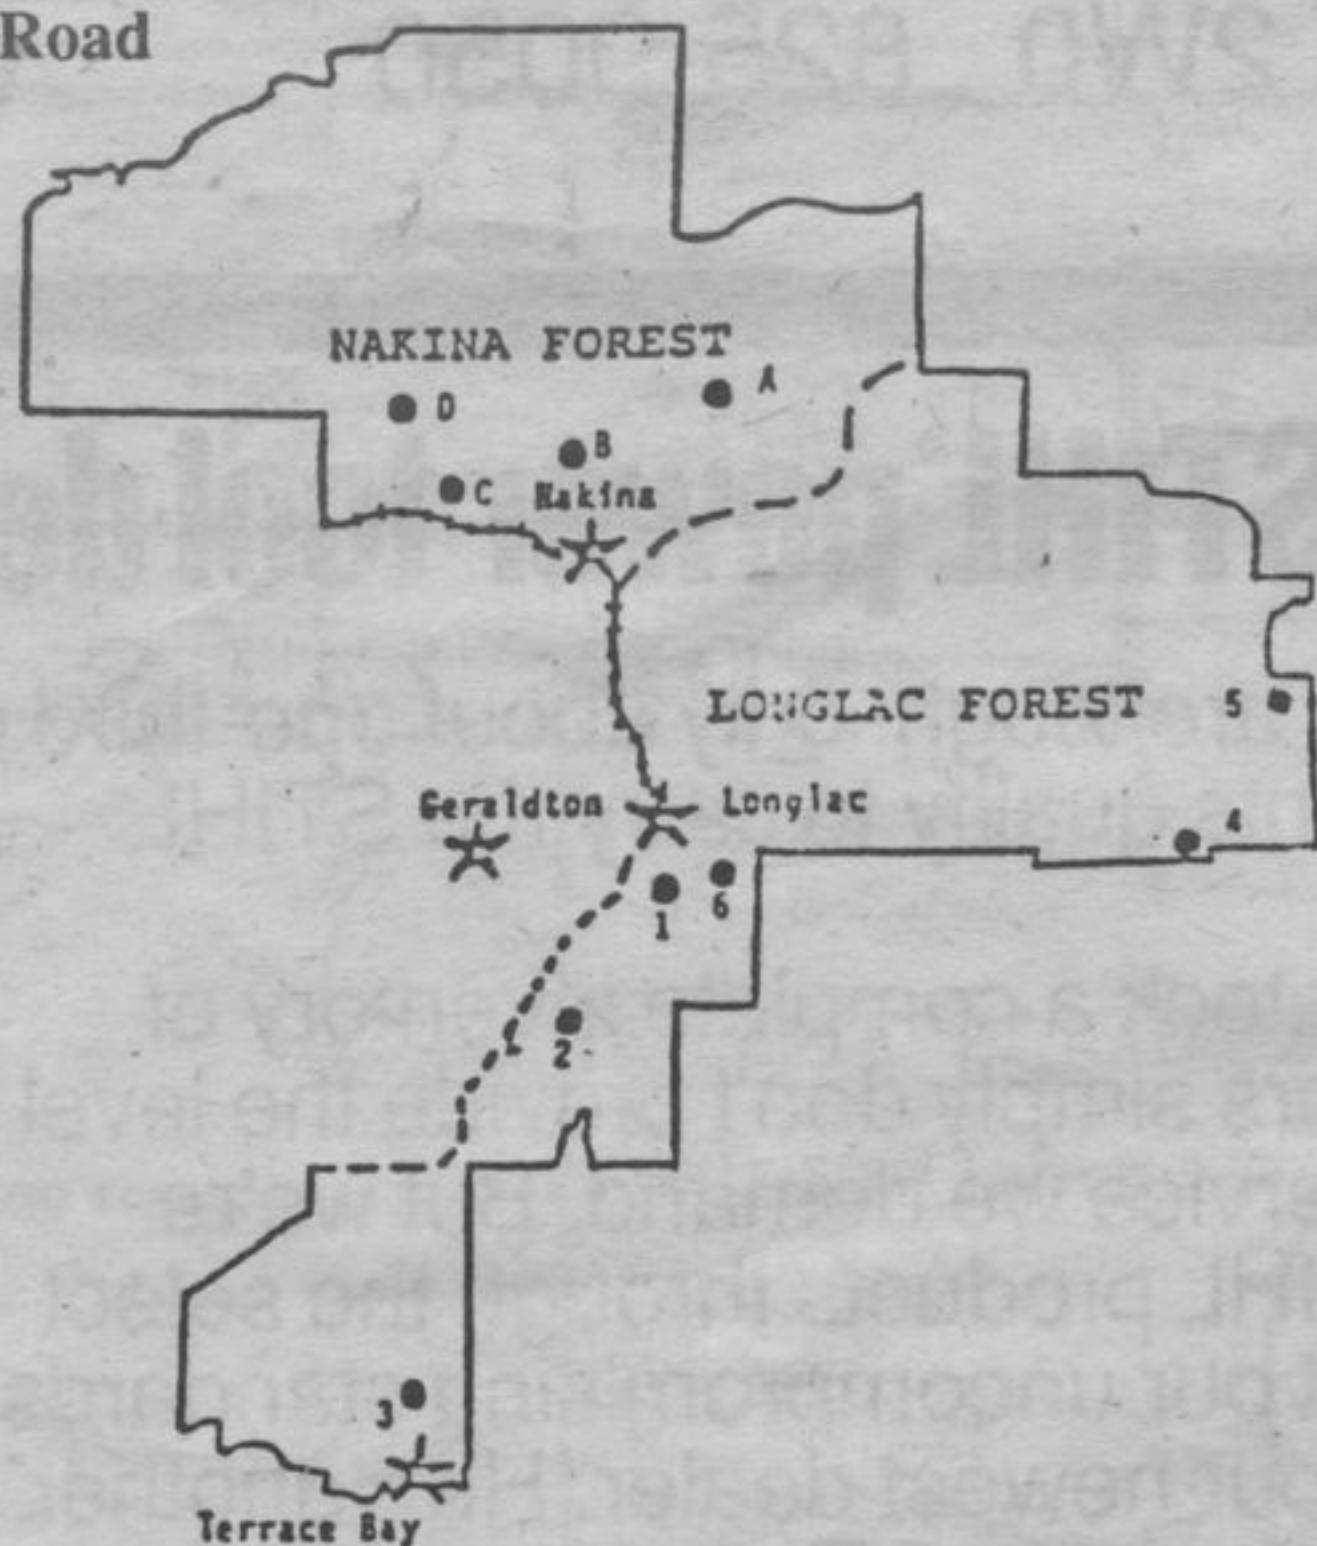 Road
NAKINA FOREST
A
D
B
C
Nakina
LONGLAC FOREST
5
Geraldton
Longlac
4
1
6
2
3
Terrace Bay